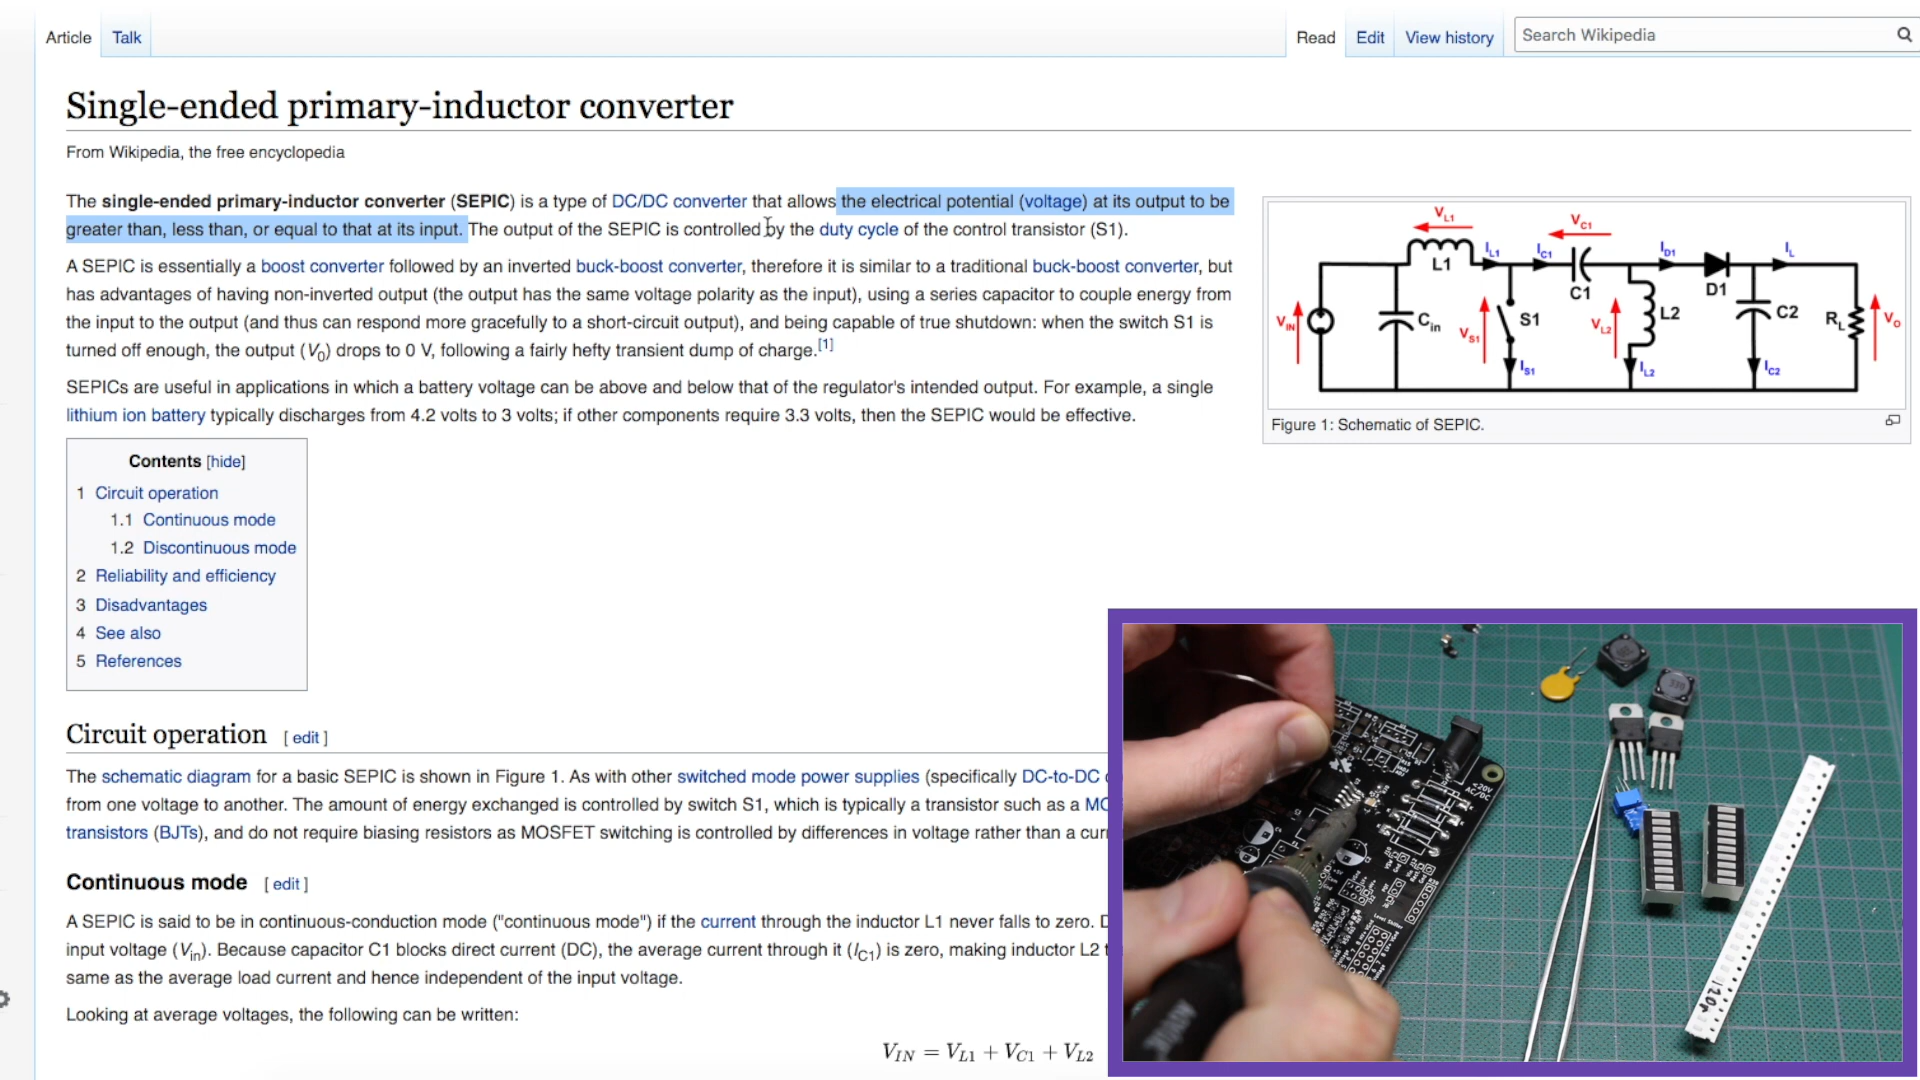 Article Talk Read Edit View history Search Wikipedia
Single-ended primary-inductor converter
From Wikipedia, the free encyclopedia
The single-ended primary-inductor converter (SEPIC) is a type of DC/DC converter that allows the electrical potential (voltage) at its output to be
greater than, less than, or equal to that at its input. The output of the SEPIC is controlled by the duty cycle of the control transistor (S1).
A SEPIC is essentially a boost converter followed by an inverted buck-boost converter, therefore it is similar to a traditional buck-boost converter, but
has advantages of having non-inverted output (the output has the same voltage polarity as the input), using a series capacitor to couple energy from
the input to the output (and thus can respond more gracefully to a short-circuit output), and being capable of true shutdown: when the switch S1 is
turned off enough, the output (V0) drops to 0 V, following a fairly hefty transient dump of charge.[1]
SEPICs are useful in applications in which a battery voltage can be above and below that of the regulator's intended output. For example, a single
lithium ion battery typically discharges from 4.2 volts to 3 volts; if other components require 3.3 volts, then the SEPIC would be effective.
VL1 VC1
IL1 IC1 ID1 IL
L1 C1 D1
VIN Cin VS1 S1 VL2 L2 C2 RL VO
IS1 IL2 IC2
Figure 1: Schematic of SEPIC.
Contents [hide]
1 Circuit operation
1.1 Continuous mode
1.2 Discontinuous mode
2 Reliability and efficiency
3 Disadvantages
4 See also
5 References
Circuit operation [ edit ]
The schematic diagram for a basic SEPIC is shown in Figure 1. As with other switched mode power supplies (specifically DC-to-DC
from one voltage to another. The amount of energy exchanged is controlled by switch S1, which is typically a transistor such as a
transistors (BJTs), and do not require biasing resistors as MOSFET switching is controlled by differences in voltage rather than a
Continuous mode [ edit ]
A SEPIC is said to be in continuous-conduction mode ("continuous mode") if the current through the inductor L1 never falls to zero.
input voltage (Vin). Because capacitor C1 blocks direct current (DC), the average current through it (IC1) is zero, making inductor L2
same as the average load current and hence independent of the input voltage.
Looking at average voltages, the following can be written:
VIN = VL1 + VC1 + VL2
AC/DC
330